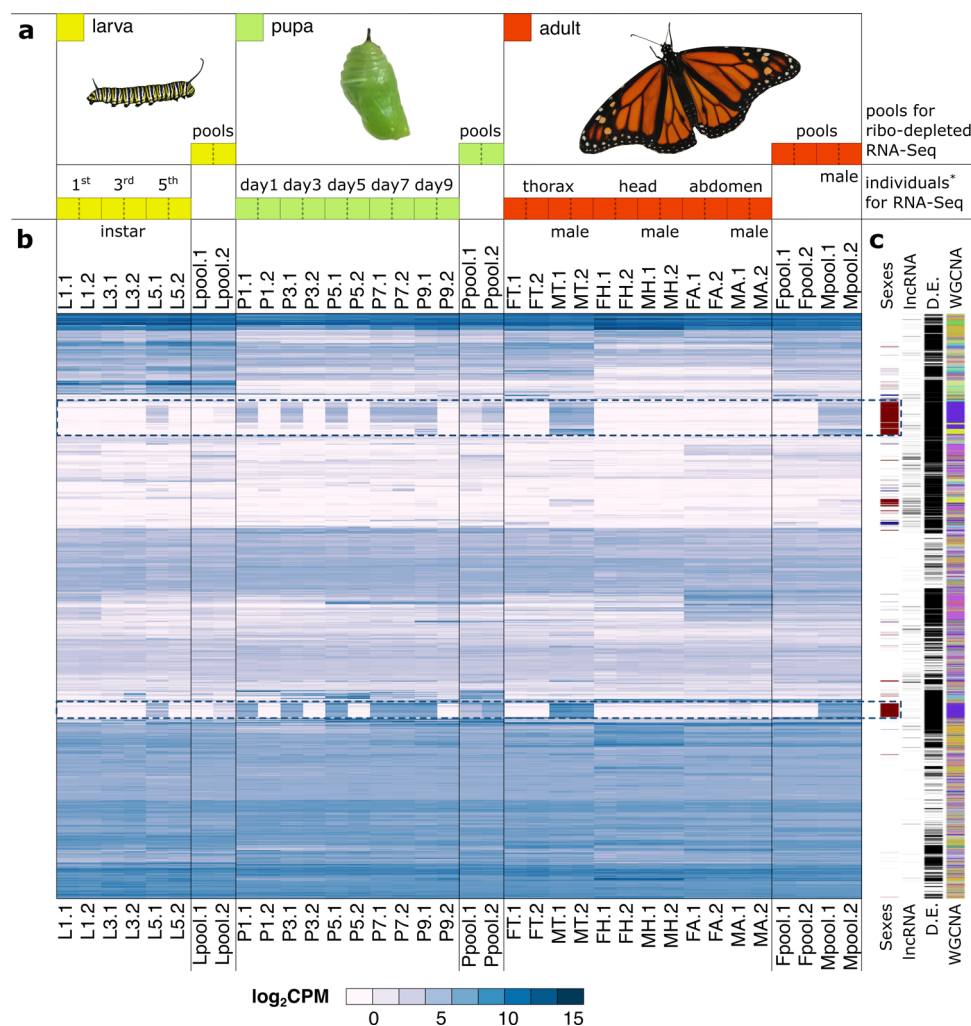 a
larva
pupa
adult
pools
pools
pools
pools for
ribo-depleted
RNA-Seq
1st 3rd 5th
day1 day3 day5 day7 day9
thorax head abdomen
male
individuals*
for RNA-Seq
b
instar
male male male
c
L1.1 L1.2 L3.1 L3.2 L5.1 L5.2 Lpool.1 Lpool.2 P1.1 P1.2 P3.1 P3.2 P5.1 P5.2 P7.1 P7.2 P9.1 P9.2 Ppool.1 Ppool.2 FT.1 FT.2 MT.1 MT.2 FH.1 FH.2 MH.1 MH.2 FA.1 FA.2 MA.1 MA.2 Fpool.1 Fpool.2 Mpool.1 Mpool.2 Sexes lncRNA D.E. WGCNA
L1.1 L1.2 L3.1 L3.2 L5.1 L5.2 Lpool.1 Lpool.2 P1.1 P1.2 P3.1 P3.2 P5.1 P5.2 P7.1 P7.2 P9.1 P9.2 Ppool.1 Ppool.2 FT.1 FT.2 MT.1 MT.2 FH.1 FH.2 MH.1 MH.2 FA.1 FA.2 MA.1 MA.2 Fpool.1 Fpool.2 Mpool.1 Mpool.2 Sexes lncRNA D.E. WGCNA
log₂CPM
0 5 10 15